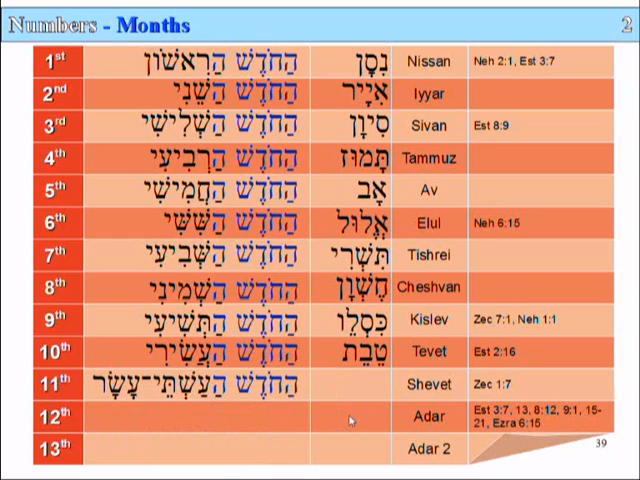 Numbers - Months 2
1st הַחֹדֶשׁ הָרִאשׁוֹן נִסָן Nissan Neh 2:1, Est 3:7
2nd הַחֹדֶשׁ הַשֵּׁנִי אִיָּיר Iyyar
3rd הַחֹדֶשׁ הַשְּׁלִישִׁי סִיוָן Sivan Est 8:9
4th הַחֹדֶשׁ הָרְבִיעִי תַּמּוּז Tammuz
5th הַחֹדֶשׁ הַחֲמִישִׁי אָב Av
6th הַחֹדֶשׁ הַשִּׁשִּׁי אֱלוּל Elul Neh 6:15
7th הַחֹדֶשׁ הַשְּׁבִיעִי תִּשְׁרִי Tishrei
8th הַחֹדֶשׁ הַשְּׁמִינִי חֶשְׁוָן Cheshvan
9th הַחֹדֶשׁ הַתְּשִׁיעִי כִּסְלֵו Kislev Zec 7:1, Neh 1:1
10th הַחֹדֶשׁ הַעֲשִׂירִי טֵבֵת Tevet Est 2:16
11th הַחֹדֶשׁ הַעַשְׁתֵּי־עָשָׂר Shevet Zec 1:7
12th Adar Est 3:7, 13, 8:12, 9:1, 15-
21, Ezra 6:15
13th Adar 2
39